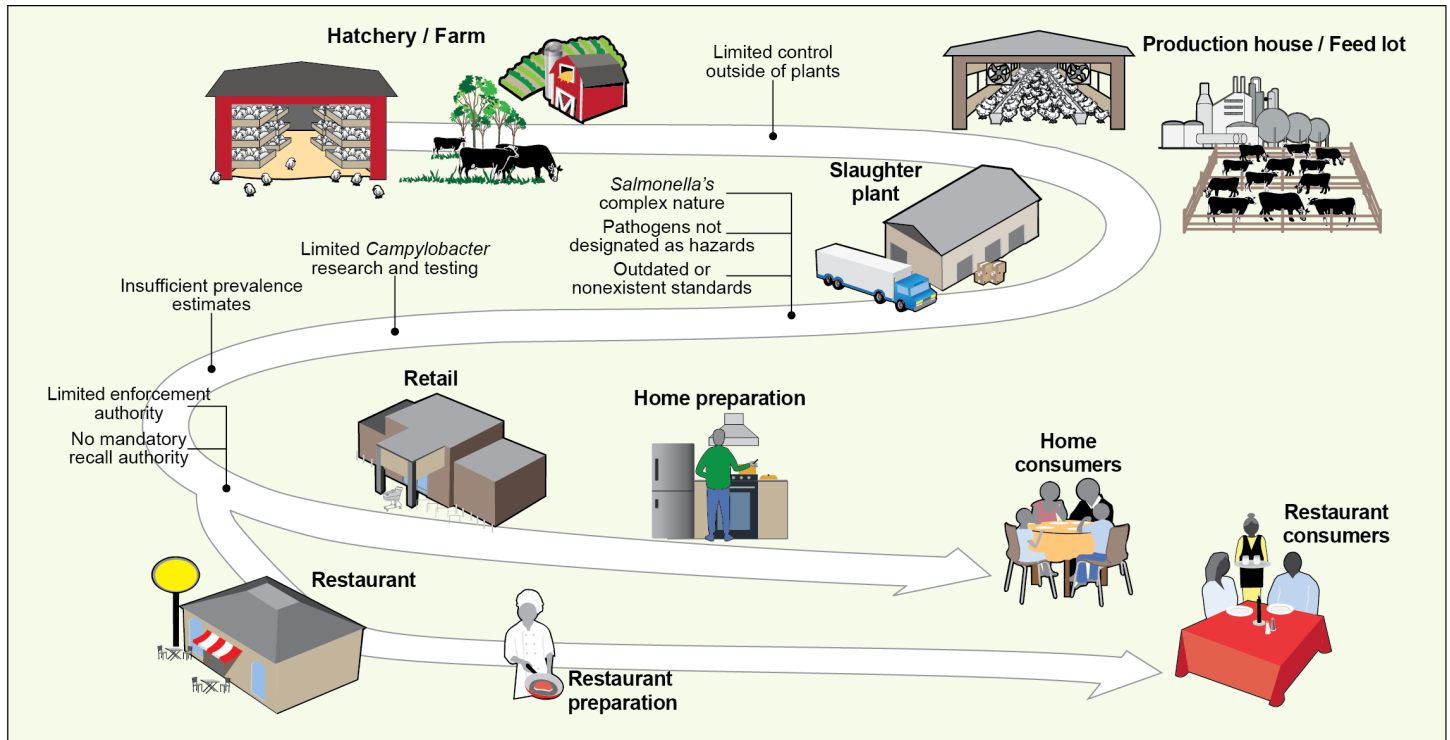 Hatchery / Farm
Limited control
outside of plants
Production house / Feed lot
Slaughter
plant
Salmonella's
complex nature
Pathogens not
designated as hazards
Outdated or
nonexistent standards
Limited Campylobacter
research and testing
Insufficient prevalence
estimates
Limited enforcement
authority
No mandatory
recall authority
Retail
Home preparation
Home
consumers
Restaurant
consumers
Restaurant
Restaurant
preparation